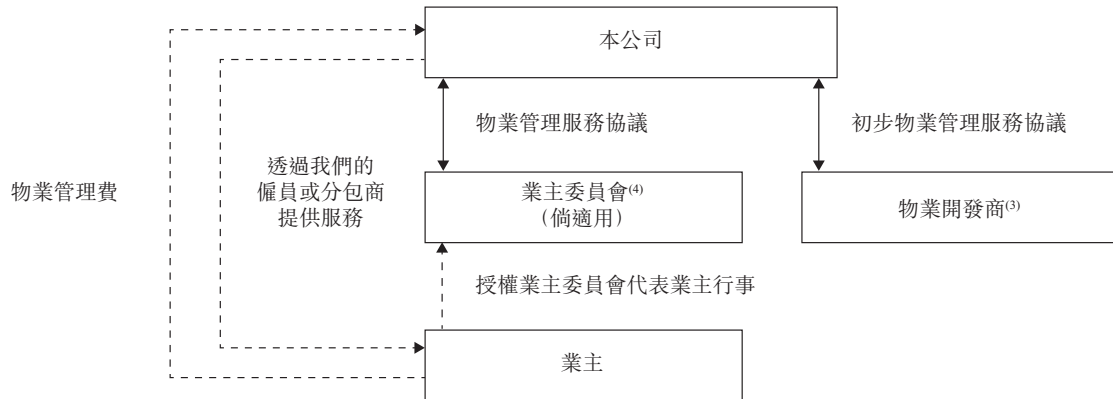 本公司
物業管理服務協議
初步物業管理服務協議
物業管理費
透過我們的
僱員或分包商
提供服務
業主委員會(4)
（倘適用）
物業開發商(3)
授權業主委員會代表業主行事
業主